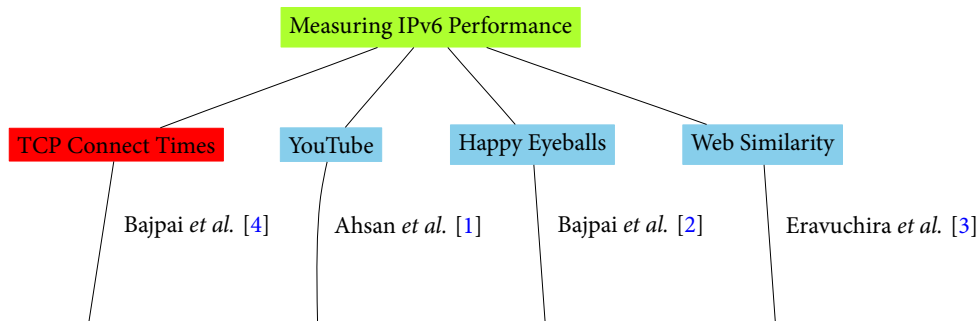 Measuring IPv6 Performance
TCP Connect Times
YouTube
Happy Eyeballs
Web Similarity
Bajpai et al. [4]
Ahsan et al. [1]
Bajpai et al. [2]
Eravuchira et al. [3]